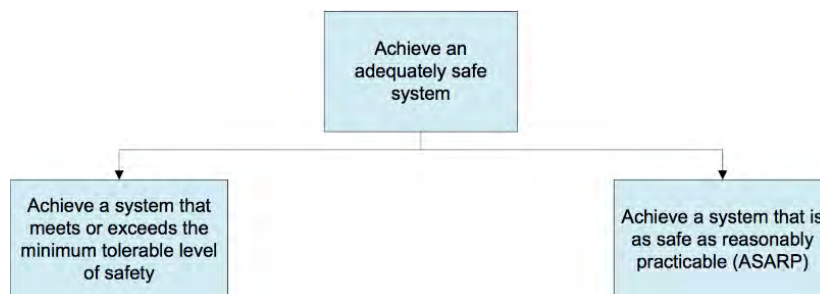 Achieve an
adequately safe
system
Achieve a system that
meets or exceeds the
minimum tolerable level
of safety
Achieve a system that is
as safe as reasonably
practicable (ASARP)